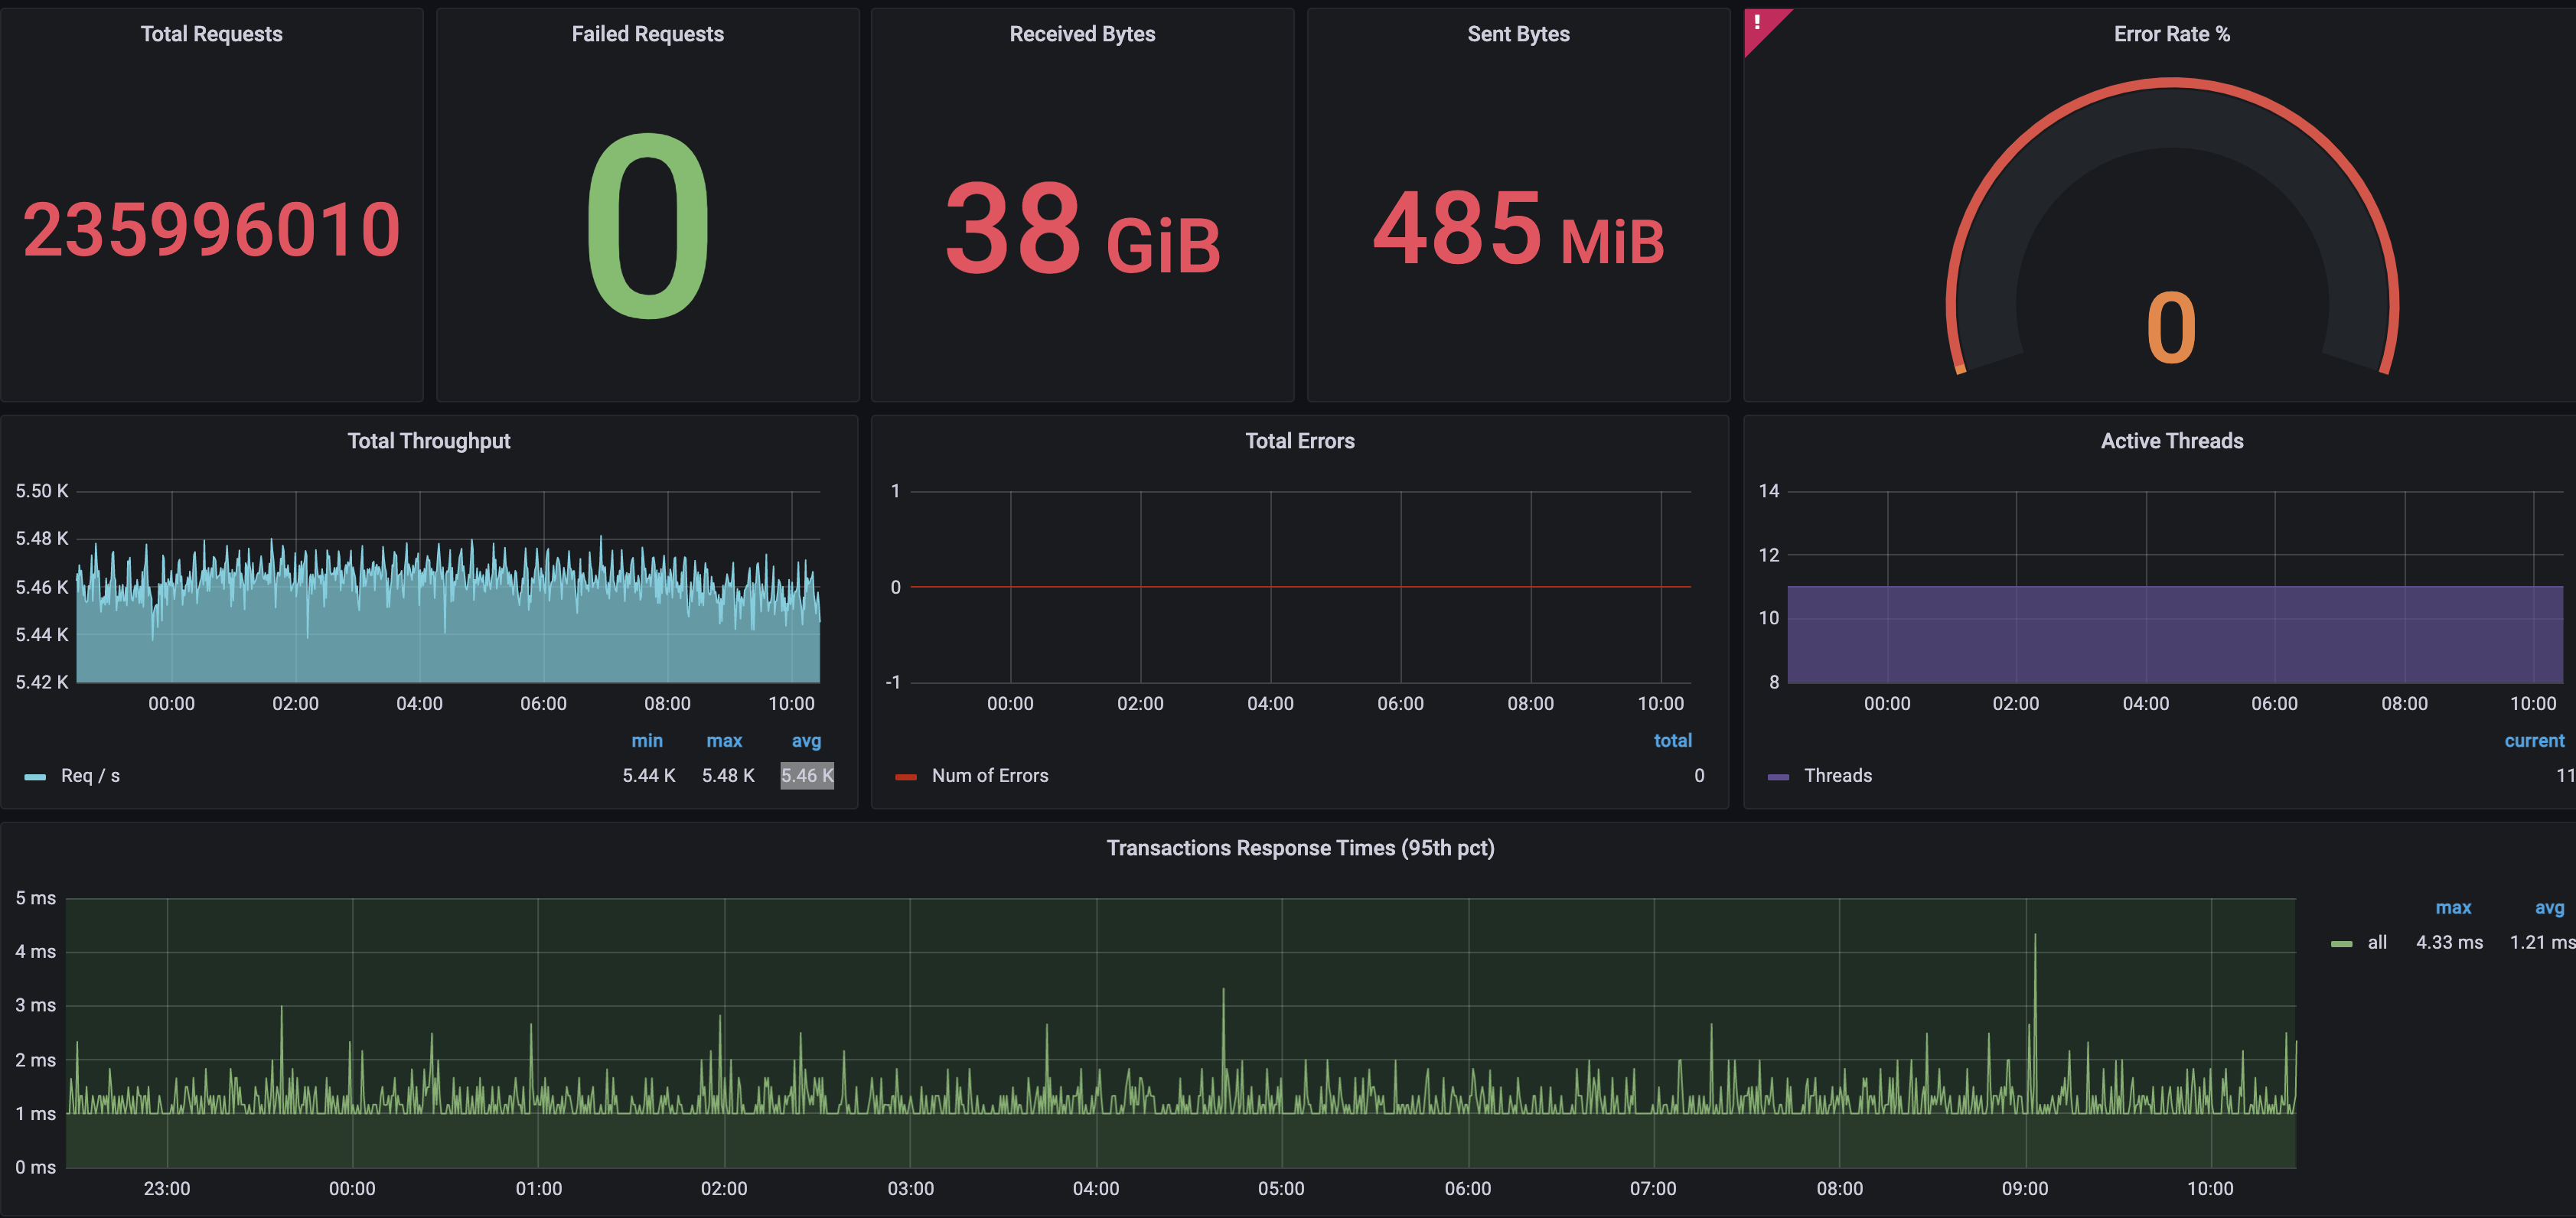 Total Requests
235996010
Failed Requests
0
Received Bytes
38 GiB
Sent Bytes
485 MiB
!
Error Rate %
0
Total Throughput
5.50 K
5.48 K
5.46 K
5.44 K
5.42 K
00:00 02:00 04:00 06:00 08:00 10:00
min max avg
Req / s 5.44 K 5.48 K 5.46 K
Total Errors
1
0
-1
00:00 02:00 04:00 06:00 08:00 10:00
total
Num of Errors 0
Active Threads
14
12
10
8
00:00 02:00 04:00 06:00 08:00 10:00
current
Threads 11
Transactions Response Times (95th pct)
5 ms
4 ms
3 ms
2 ms
1 ms
0 ms
23:00 00:00 01:00 02:00 03:00 04:00 05:00 06:00 07:00 08:00 09:00 10:00
max avg
all 4.33 ms 1.21 ms